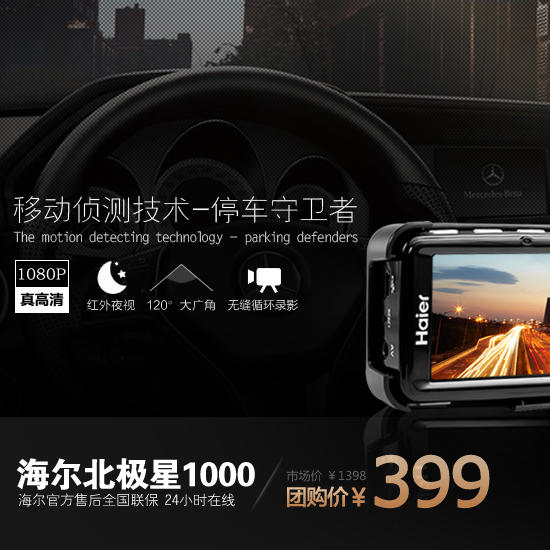 Mercedes-Benz
移动侦测技术-停车守卫者
The motion detecting technology - parking defenders
1080P
真高清
红外夜视
120° 大广角
无缝循环录影
Haier
AV
海尔北极星1000
海尔官方售后全国联保 24小时在线
市场价 ￥1398
团购价￥399